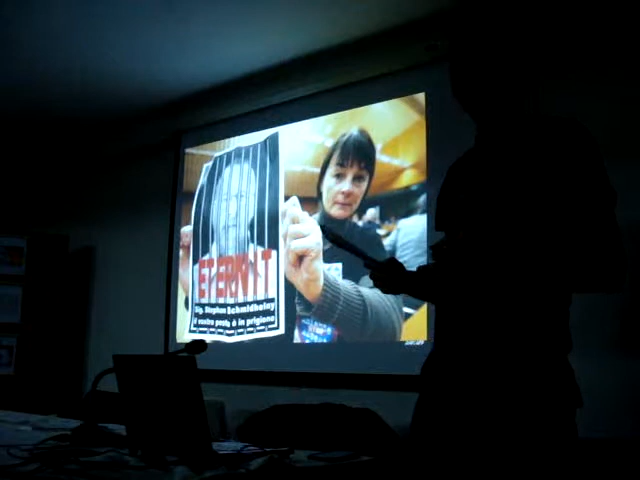 ETERNIT
Sig. Stephan Schmidheiny
il vostro posto è in prigione